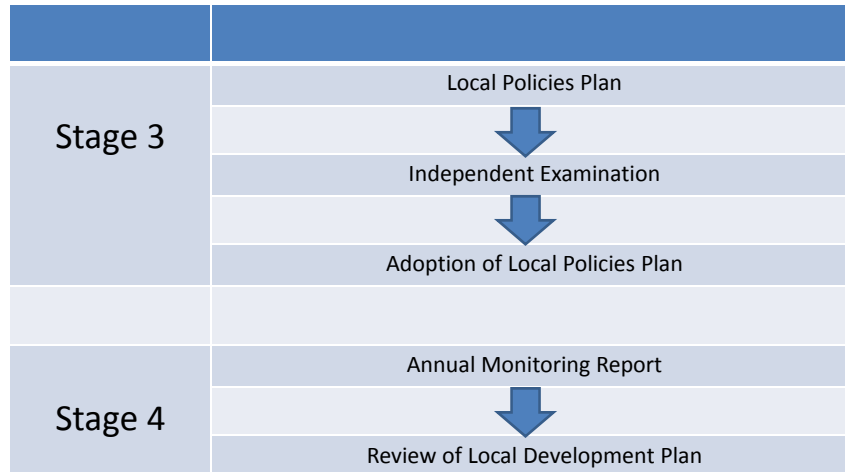 Stage 3
Local Policies Plan
Independent Examination
Adoption of Local Policies Plan
Stage 4
Annual Monitoring Report
Review of Local Development Plan